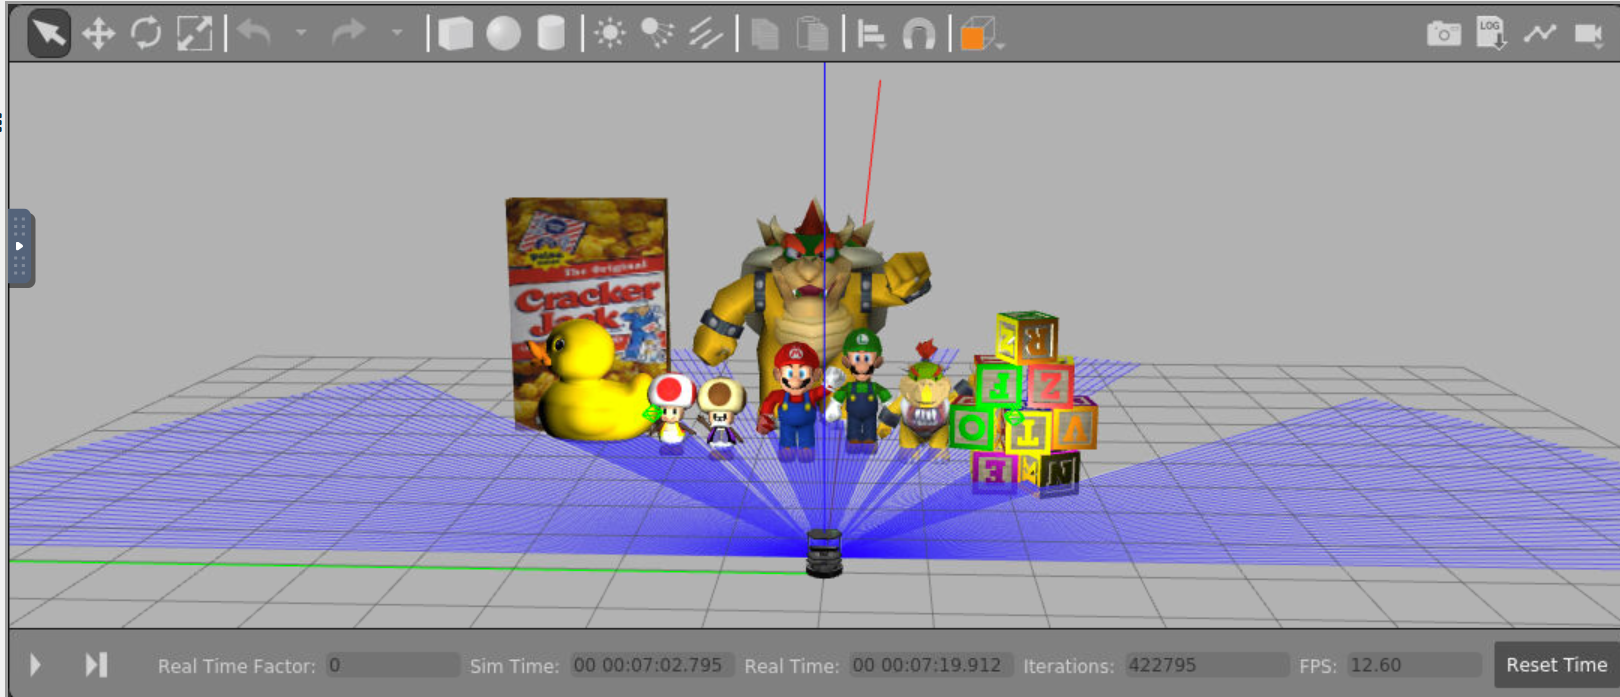 LOG
The Original
Cracker
Jack
M
L
Z
R
F
Z
O
T
V
E
N
Real Time Factor: 0 Sim Time: 00 00:07:02.795 Real Time: 00 00:07:19.912 Iterations: 422795 FPS: 12.60 Reset Time